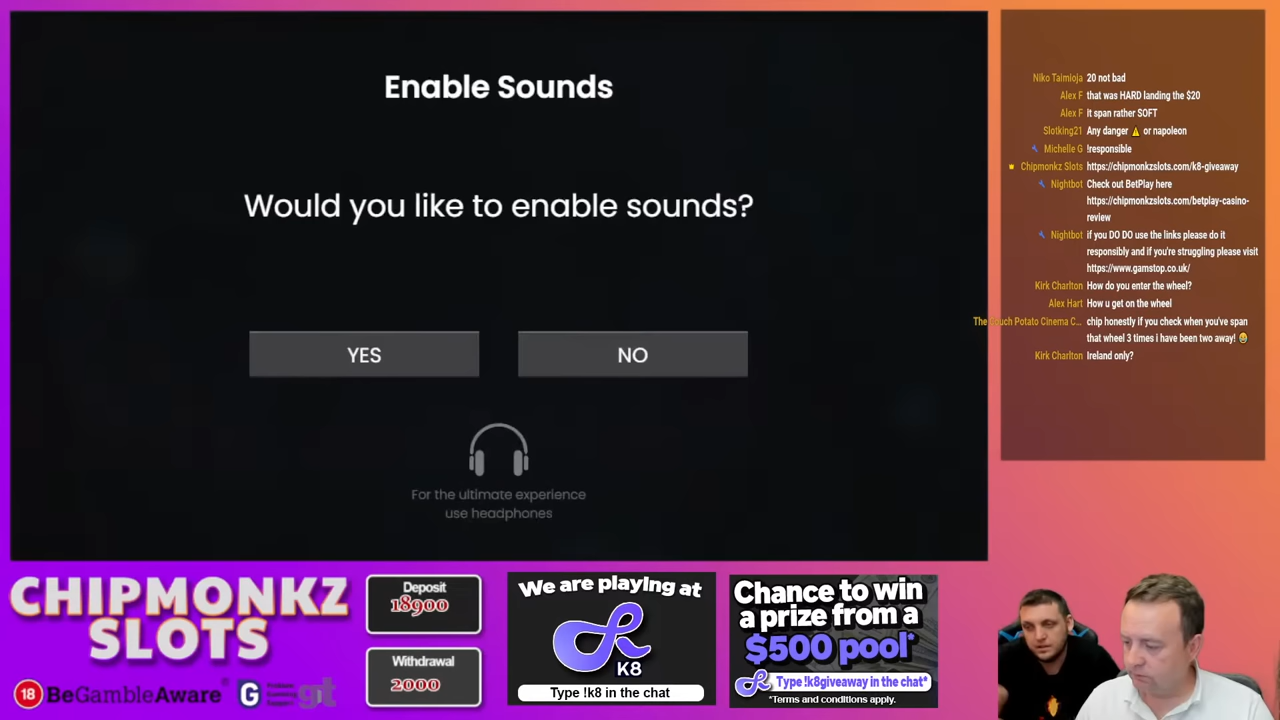 Enable Sounds
Would you like to enable sounds?
YES
NO
For the ultimate experience
use headphones
Niko Taimioja 20 not bad
Alex F that was HARD landing the $20
Alex F It span rather SOFT
Slotking21 Any danger ⚠ or napoleon
Michelle G !responsible
Chipmonkz Slots https://chipmonkzslots.com/k8-giveaway
Nightbot Check out BetPlay here
https://chipmonkzslots.com/betplay-casino-
review
Nightbot if you DO DO use the links please do it
responsibly and if you're struggling please visit
https://www.gamstop.co.uk/
Kirk Charlton How do you enter the wheel?
Alex Hart How u get on the wheel
The Couch Potato Cinema C... chip honestly if you check when you've span
that wheel 3 times i have been two away! 😂
Kirk Charlton Ireland only?
CHIPMONKZ
SLOTS
18 BeGambleAware®
Deposit
18900
Withdrawal
2000
We are playing at
K8
Type !k8 in the chat
Chance to win
a prize from a
$500 pool*
Type !k8giveaway in the chat*
*Terms and conditions apply.